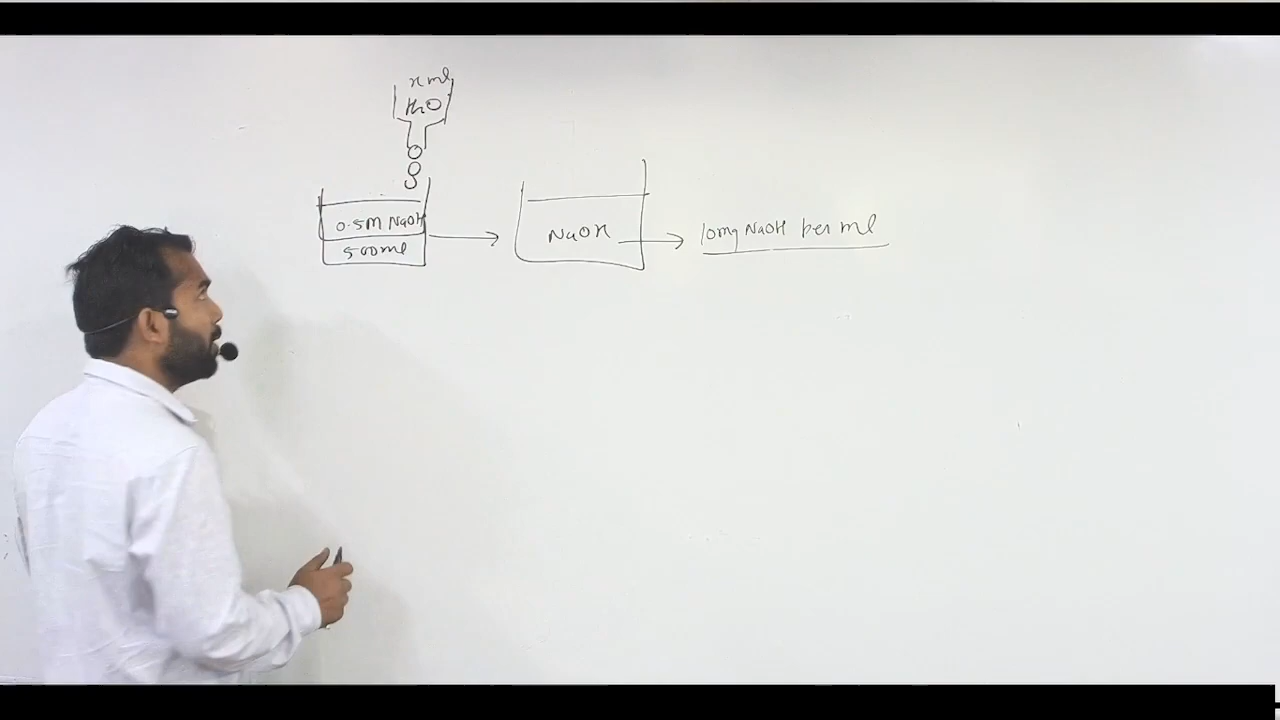 x ml
H2O
0.5M NaOH
500ml
NaOH
10mg NaOH per ml